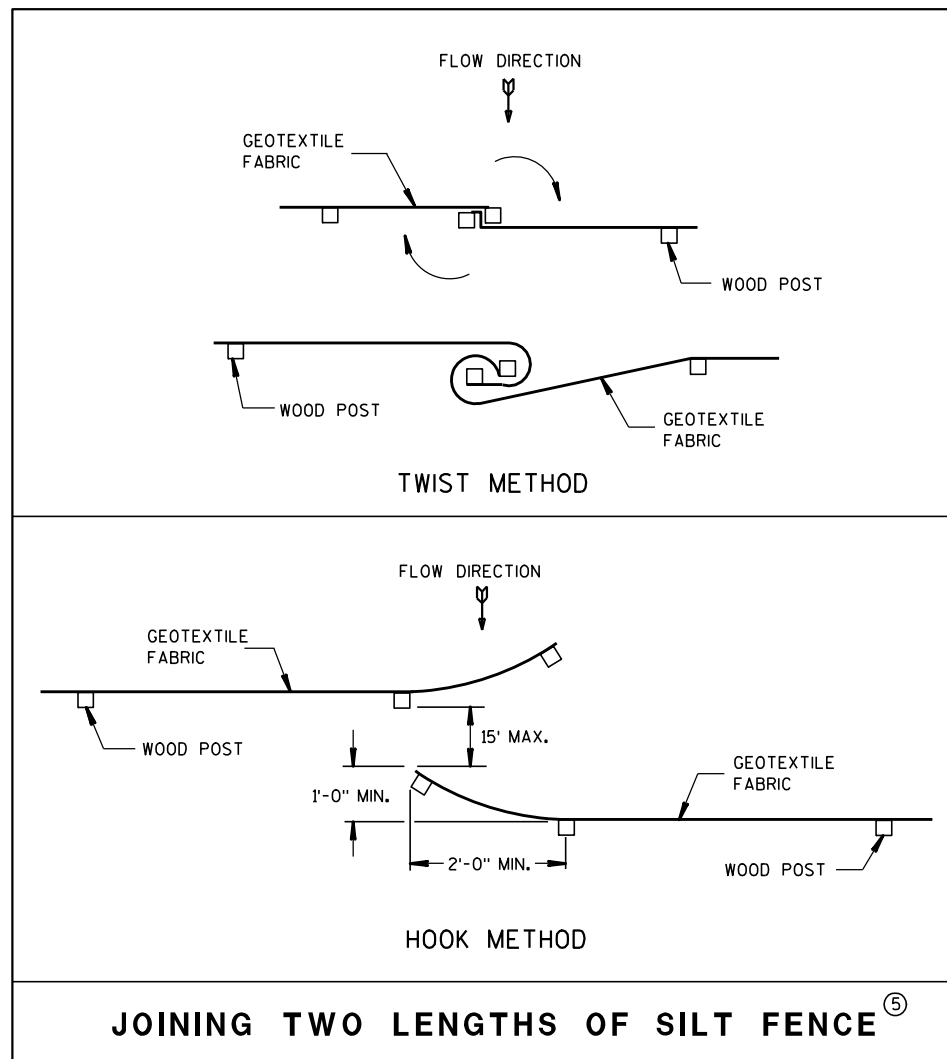 FLOW DIRECTION
GEOTEXTILE
FABRIC
WOOD POST
WOOD POST
GEOTEXTILE
FABRIC
TWIST METHOD
FLOW DIRECTION
GEOTEXTILE
FABRIC
WOOD POST
15' MAX.
GEOTEXTILE
FABRIC
1'-0" MIN.
2'-0" MIN.
WOOD POST
HOOK METHOD
JOINING TWO LENGTHS OF SILT FENCE ⑤